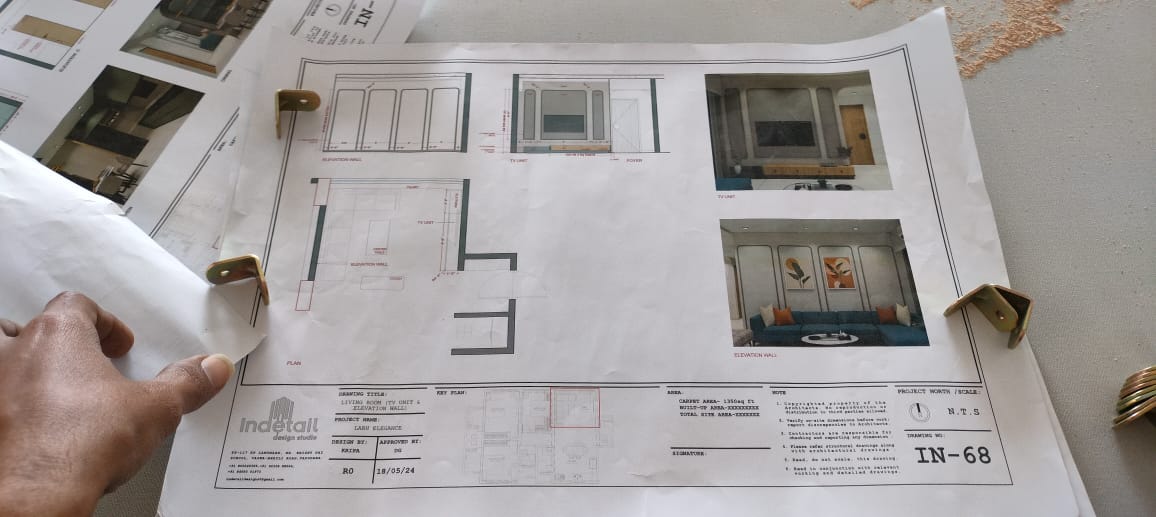 ELEVATION WALL
TV UNIT
FOYER
TV UNIT
TV UNIT
ELEVATION WALL
PLAN
ELEVATION WALL
Indetail
design studio
DRAWING TITLE:
LIVING ROOM (TV UNIT &
ELEVATION WALL)
PROJECT NAME:
LABH ELEGANCE
DESIGN BY:
KRIPA
APPROVED BY:
DG
R0
18/05/24
KEY PLAN:
AREA:
CARPET AREA- 1350sq ft
BUILT-UP AREA-XXXXXXXXX
TOTAL SITE AREA-XXXXXXX
SIGNATURE:
NOTE
1. Copyrighted property of the
Architects. No reproduction or
distribution to third parties allowed.
2. Verify on-site dimensions before work;
report discrepancies to Architects.
3. Contractors are responsible for
checking and reporting any dimension
4. Please refer structural drawings along
with architectural drawings
5. Read, do not scale, this drawing.
6. Read in conjunction with relevant
working and detailed drawings.
PROJECT NORTH /SCALE:
N.T.S
DRAWING NO:
IN-68
IN-